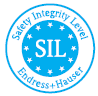 Safety Integrity Level
SIL
Endress+Hauser